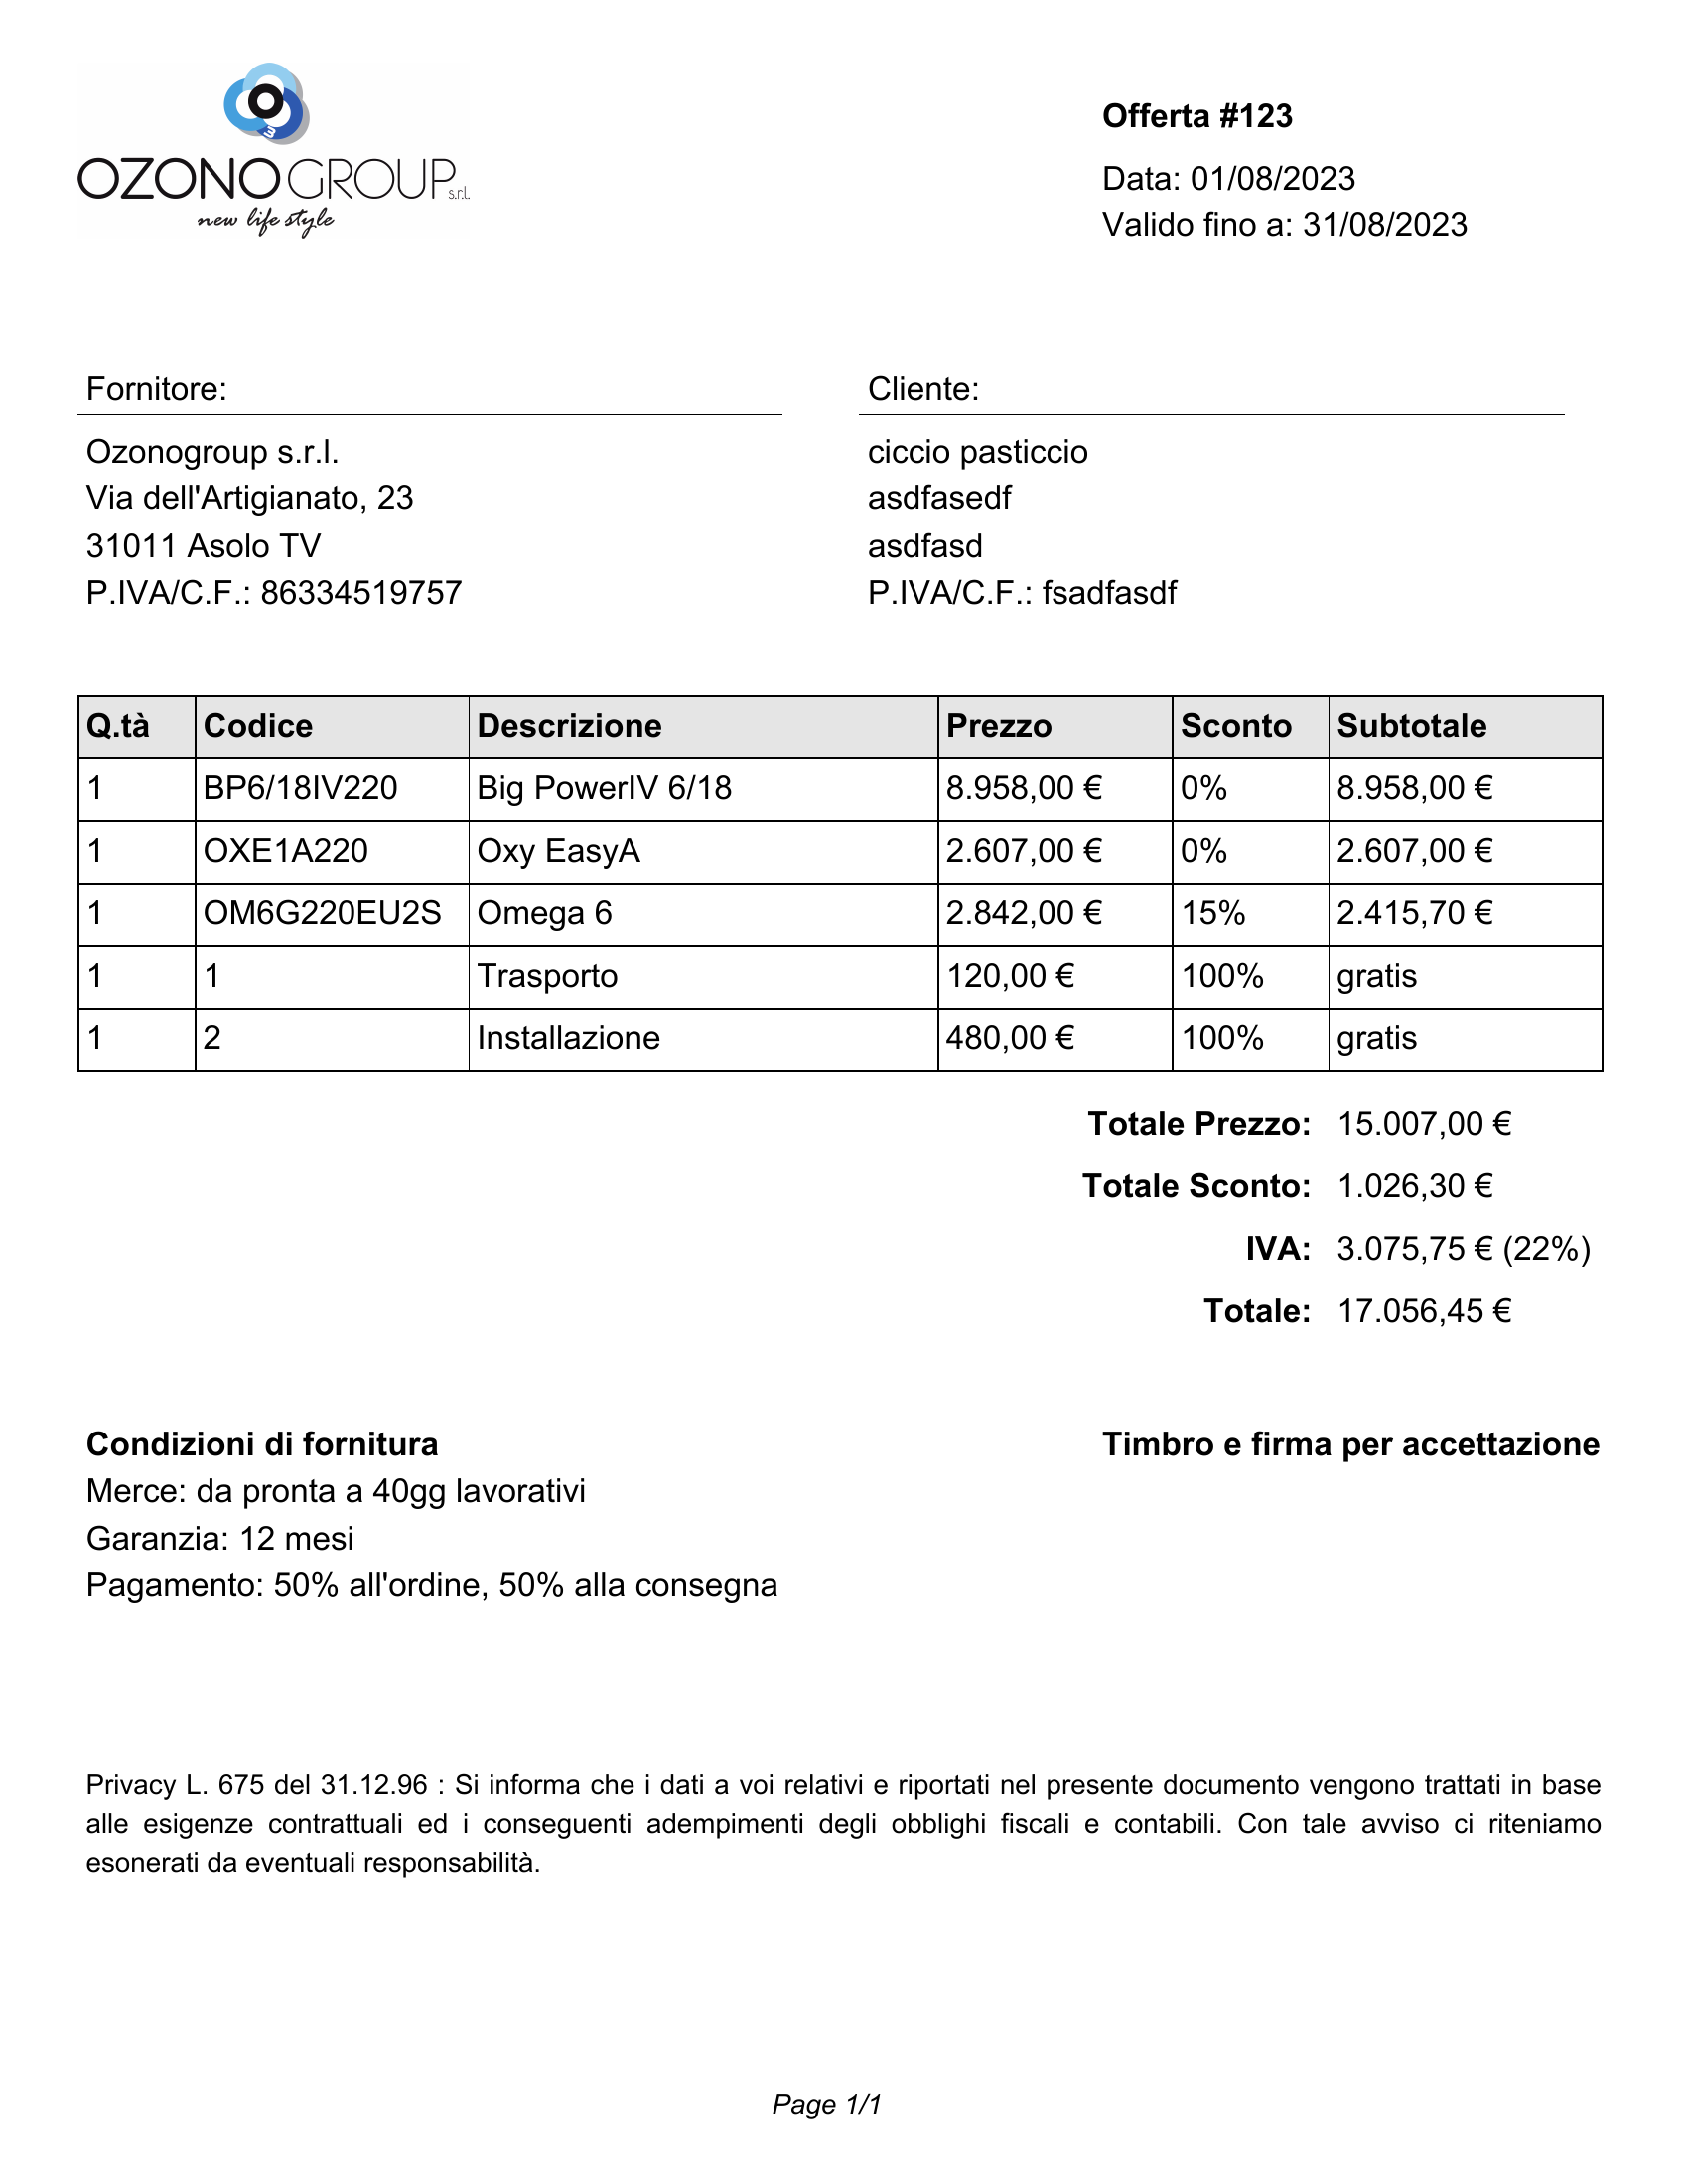 OZONOGROUP s.r.l.
new life style
Offerta #123
Data: 01/08/2023
Valido fino a: 31/08/2023
Fornitore:
Ozonogroup s.r.l.
Via dell'Artigianato, 23
31011 Asolo TV
P.IVA/C.F.: 86334519757
Cliente:
ciccio pasticcio
asdfasedf
asdfasd
P.IVA/C.F.: fsadfasdf
Q.tà Codice Descrizione Prezzo Sconto Subtotale
1 BP6/18IV220 Big PowerIV 6/18 8.958,00 € 0% 8.958,00 €
1 OXE1A220 Oxy EasyA 2.607,00 € 0% 2.607,00 €
1 OM6G220EU2S Omega 6 2.842,00 € 15% 2.415,70 €
1 1 Trasporto 120,00 € 100% gratis
1 2 Installazione 480,00 € 100% gratis
Totale Prezzo: 15.007,00 €
Totale Sconto: 1.026,30 €
IVA: 3.075,75 € (22%)
Totale: 17.056,45 €
Condizioni di fornitura
Merce: da pronta a 40gg lavorativi
Garanzia: 12 mesi
Pagamento: 50% all'ordine, 50% alla consegna
Timbro e firma per accettazione
Privacy L. 675 del 31.12.96 : Si informa che i dati a voi relativi e riportati nel presente documento vengono trattati in base
alle esigenze contrattuali ed i conseguenti adempimenti degli obblighi fiscali e contabili. Con tale avviso ci riteniamo
esonerati da eventuali responsabilità.
Page 1/1